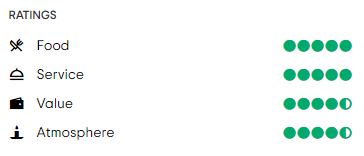 RATINGS
Food
Service
Value
Atmosphere